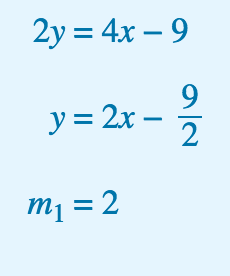 2y = 4x − 9
y = 2x − 9/2
m₁ = 2